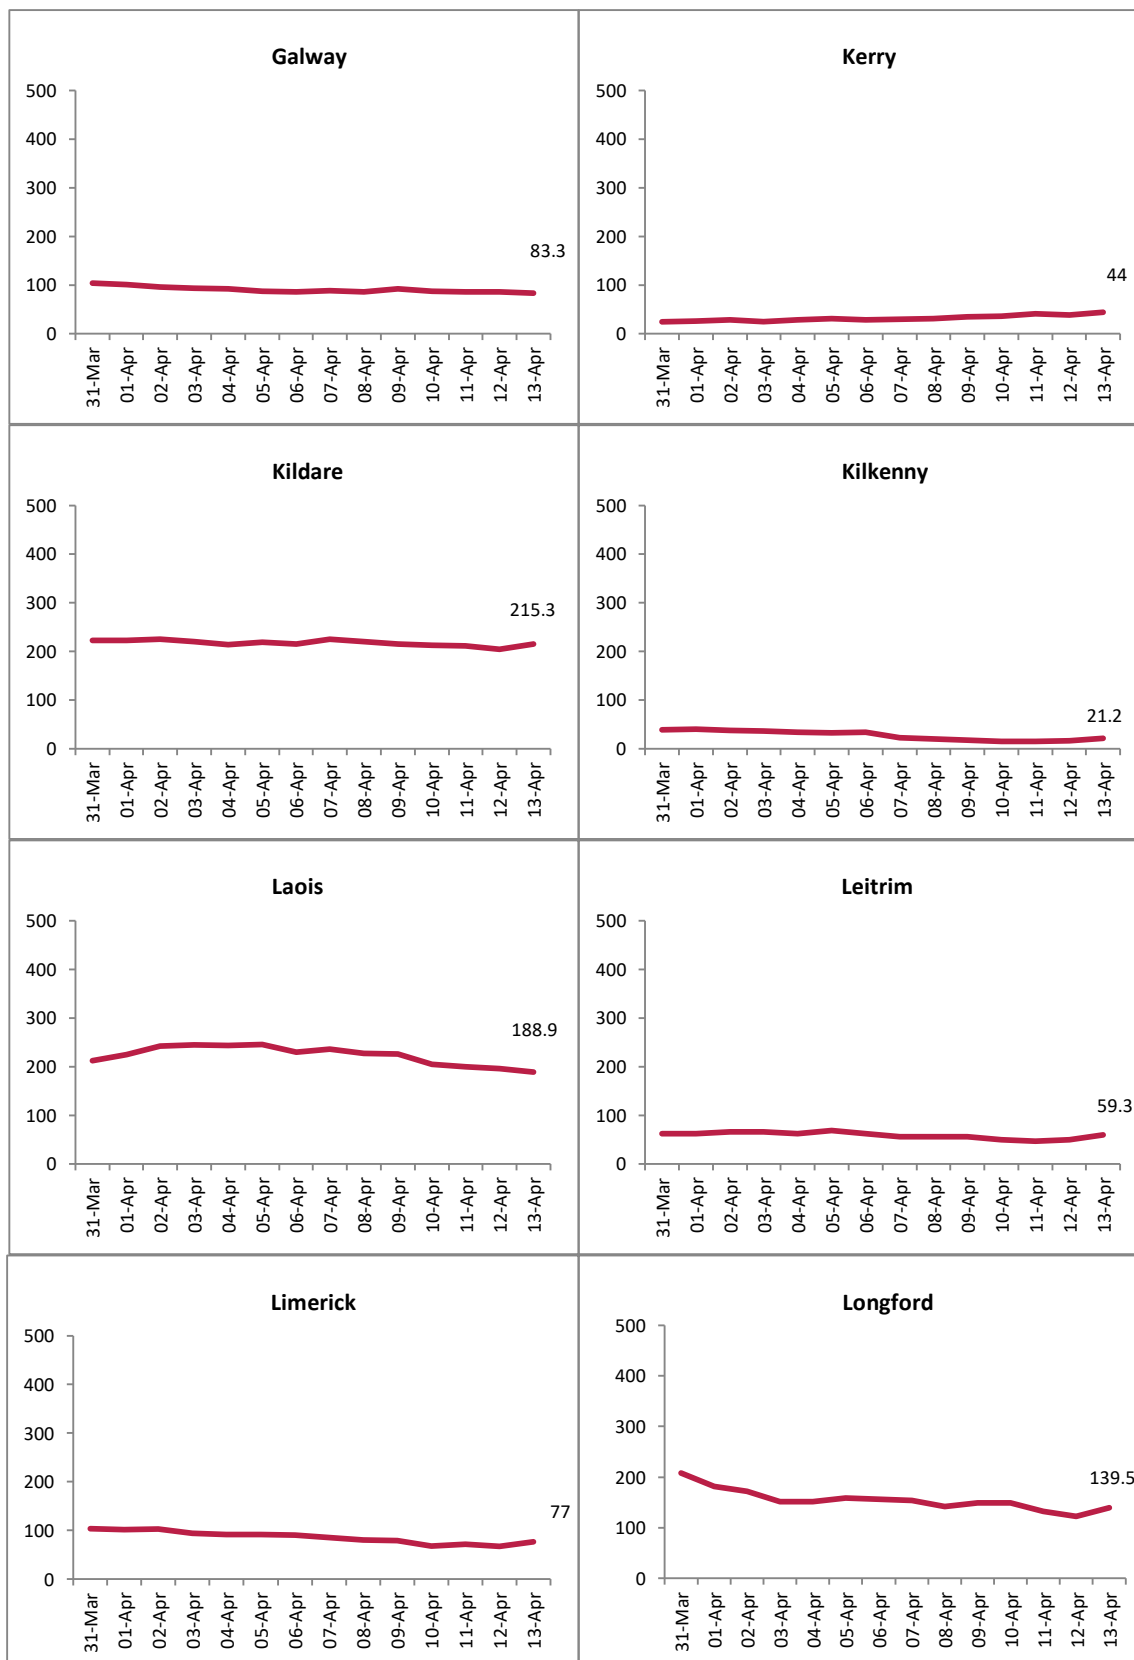 Galway
500
400
300
200
100
0
83.3
31-Mar
01-Apr
02-Apr
03-Apr
04-Apr
05-Apr
06-Apr
07-Apr
08-Apr
09-Apr
10-Apr
11-Apr
12-Apr
13-Apr
Kerry
500
400
300
200
100
0
44
31-Mar
01-Apr
02-Apr
03-Apr
04-Apr
05-Apr
06-Apr
07-Apr
08-Apr
09-Apr
10-Apr
11-Apr
12-Apr
13-Apr
Kildare
500
400
300
200
100
0
215.3
31-Mar
01-Apr
02-Apr
03-Apr
04-Apr
05-Apr
06-Apr
07-Apr
08-Apr
09-Apr
10-Apr
11-Apr
12-Apr
13-Apr
Kilkenny
500
400
300
200
100
0
21.2
31-Mar
01-Apr
02-Apr
03-Apr
04-Apr
05-Apr
06-Apr
07-Apr
08-Apr
09-Apr
10-Apr
11-Apr
12-Apr
13-Apr
Laois
500
400
300
200
100
0
188.9
31-Mar
01-Apr
02-Apr
03-Apr
04-Apr
05-Apr
06-Apr
07-Apr
08-Apr
09-Apr
10-Apr
11-Apr
12-Apr
13-Apr
Leitrim
500
400
300
200
100
0
59.3
31-Mar
01-Apr
02-Apr
03-Apr
04-Apr
05-Apr
06-Apr
07-Apr
08-Apr
09-Apr
10-Apr
11-Apr
12-Apr
13-Apr
Limerick
500
400
300
200
100
0
77
31-Mar
01-Apr
02-Apr
03-Apr
04-Apr
05-Apr
06-Apr
07-Apr
08-Apr
09-Apr
10-Apr
11-Apr
12-Apr
13-Apr
Longford
500
400
300
200
100
0
139.5
31-Mar
01-Apr
02-Apr
03-Apr
04-Apr
05-Apr
06-Apr
07-Apr
08-Apr
09-Apr
10-Apr
11-Apr
12-Apr
13-Apr